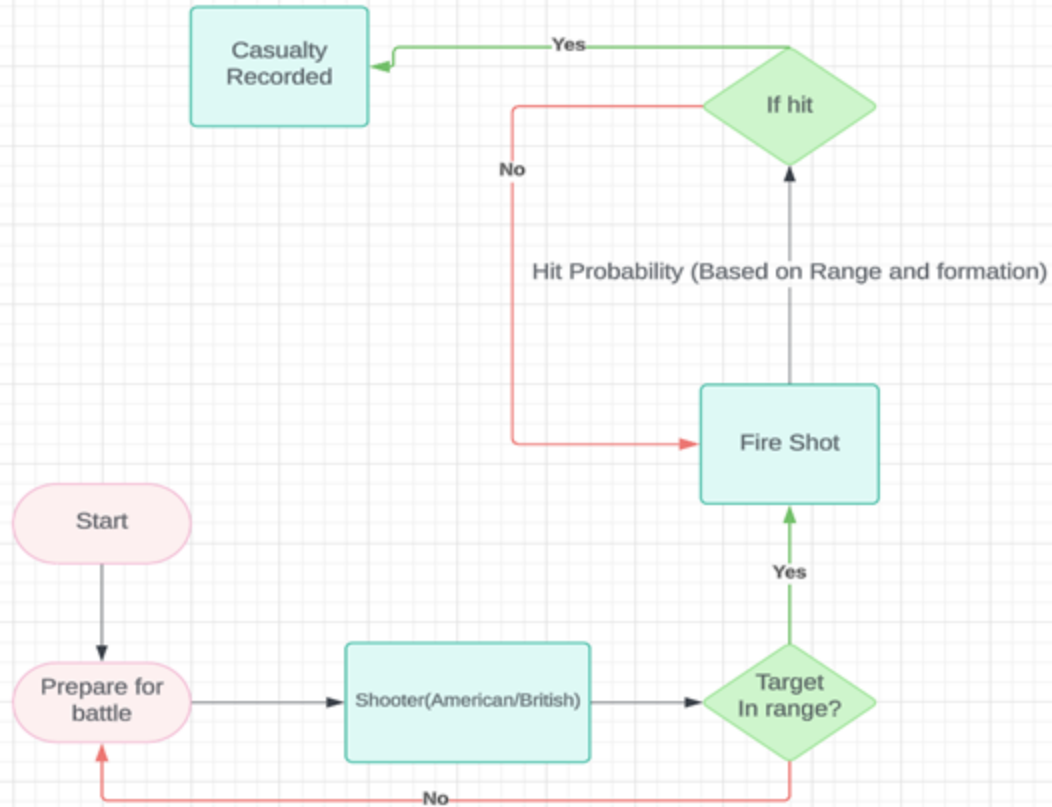 Casualty
Recorded
Yes
If hit
No
Hit Probability (Based on Range and formation)
Fire Shot
Start
Yes
Prepare for
battle
Shooter(American/British)
Target
In range?
No